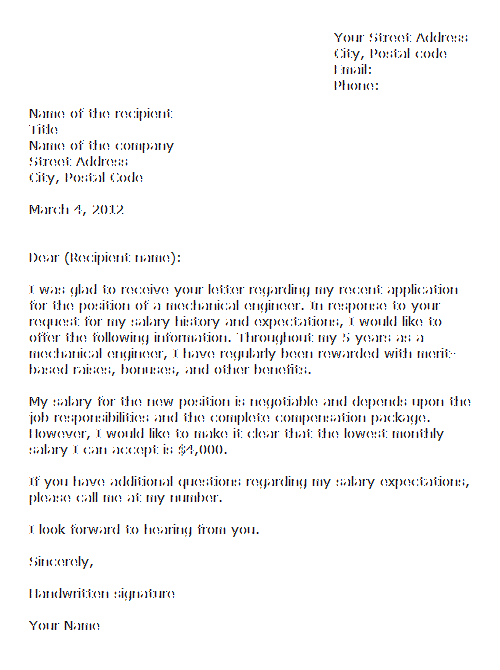 Your Street Address
City, Postal code
Email:
Phone:
Name of the recipient
Title
Name of the company
Street Address
City, Postal Code
March 4, 2012
Dear (Recipient name):
I was glad to receive your letter regarding my recent application
for the position of a mechanical engineer. In response to your
request for my salary history and expectations, I would like to
offer the following information. Throughout my 5 years as a
mechanical engineer, I have regularly been rewarded with merit-
based raises, bonuses, and other benefits.
My salary for the new position is negotiable and depends upon the
job responsibilities and the complete compensation package.
However, I would like to make it clear that the lowest monthly
salary I can accept is $4,000.
If you have additional questions regarding my salary expectations,
please call me at my number.
I look forward to hearing from you.
Sincerely,
Handwritten signature
Your Name